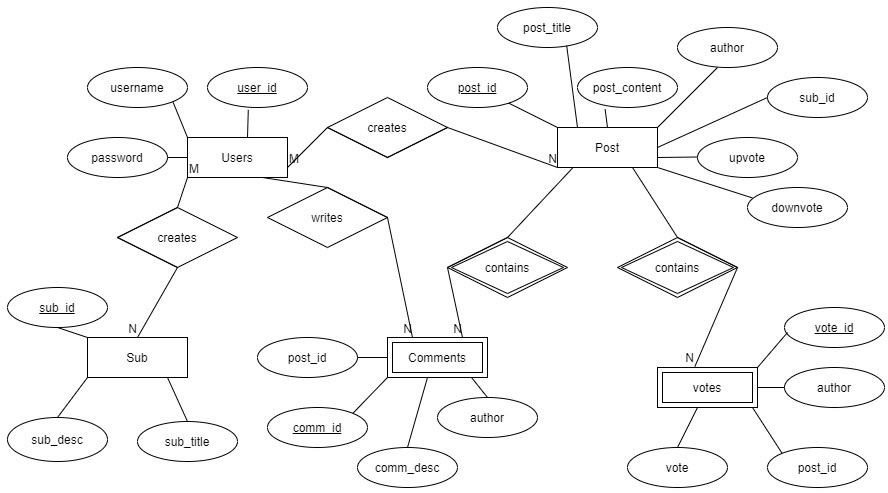 post_title
author
username
user_id
post_id
post_content
sub_id
creates
password
Users
M
N
Post
upvote
M
downvote
writes
creates
contains
contains
sub_id
N
N
N
vote_id
Sub
post_id
Comments
N
votes
author
sub_desc
sub_title
comm_id
author
comm_desc
vote
post_id